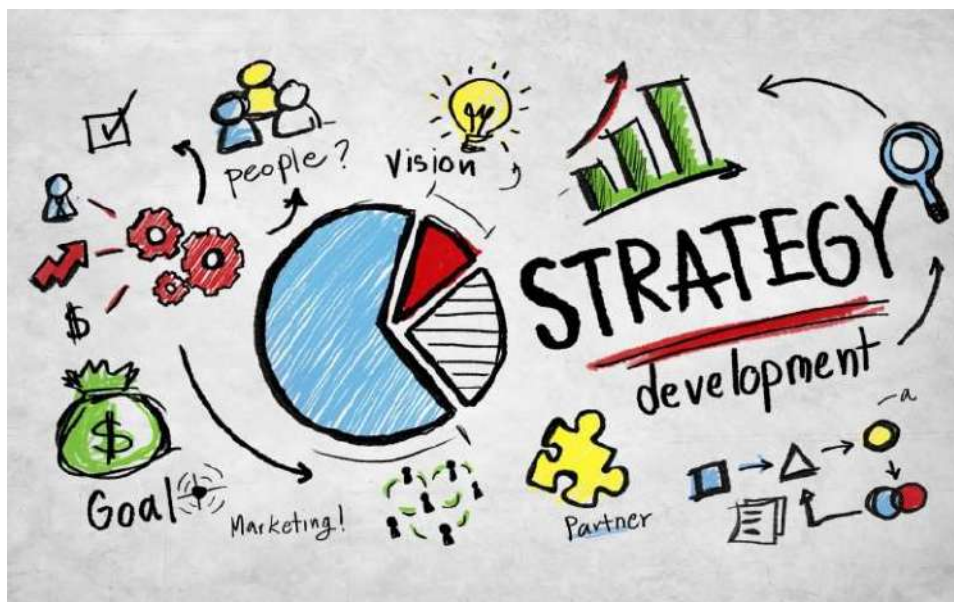 people?
Vision
STRATEGY
development
$
$
Goal
Marketing!
Partner
a